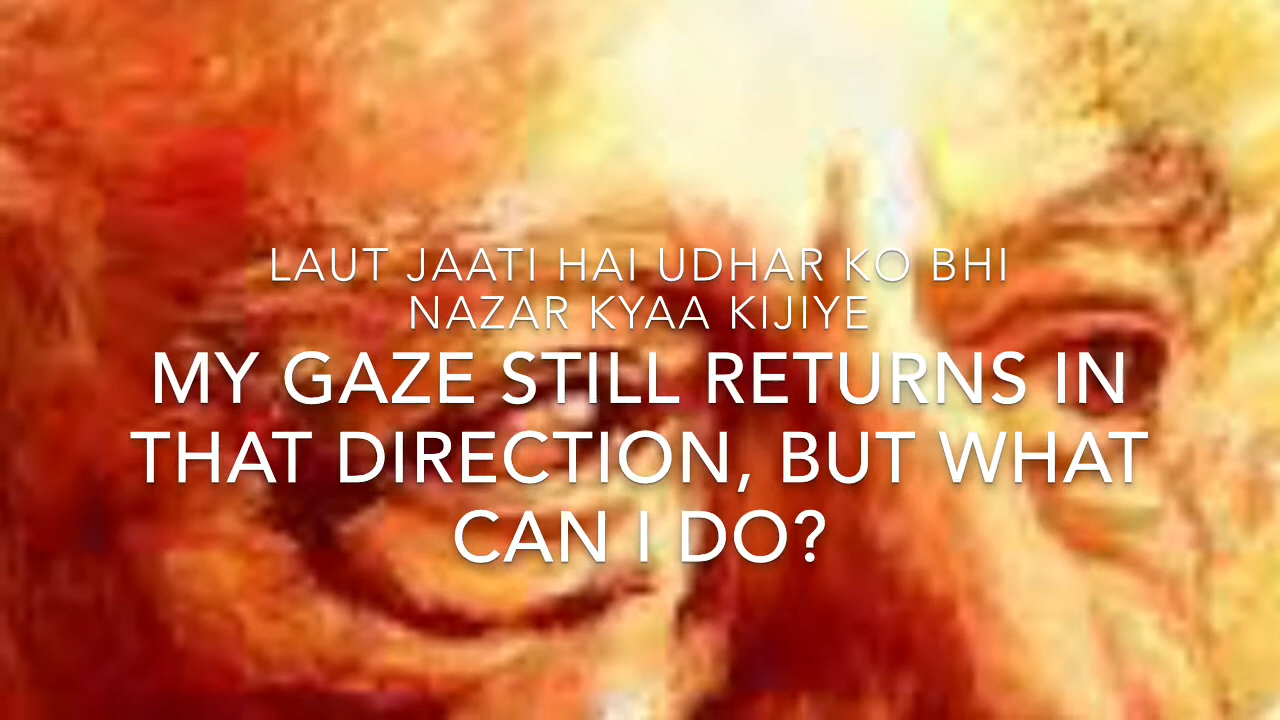 LAUT JAATI HAI UDHAR KO BHI
NAZAR KYAA KIJIYE
MY GAZE STILL RETURNS IN
THAT DIRECTION, BUT WHAT
CAN I DO?